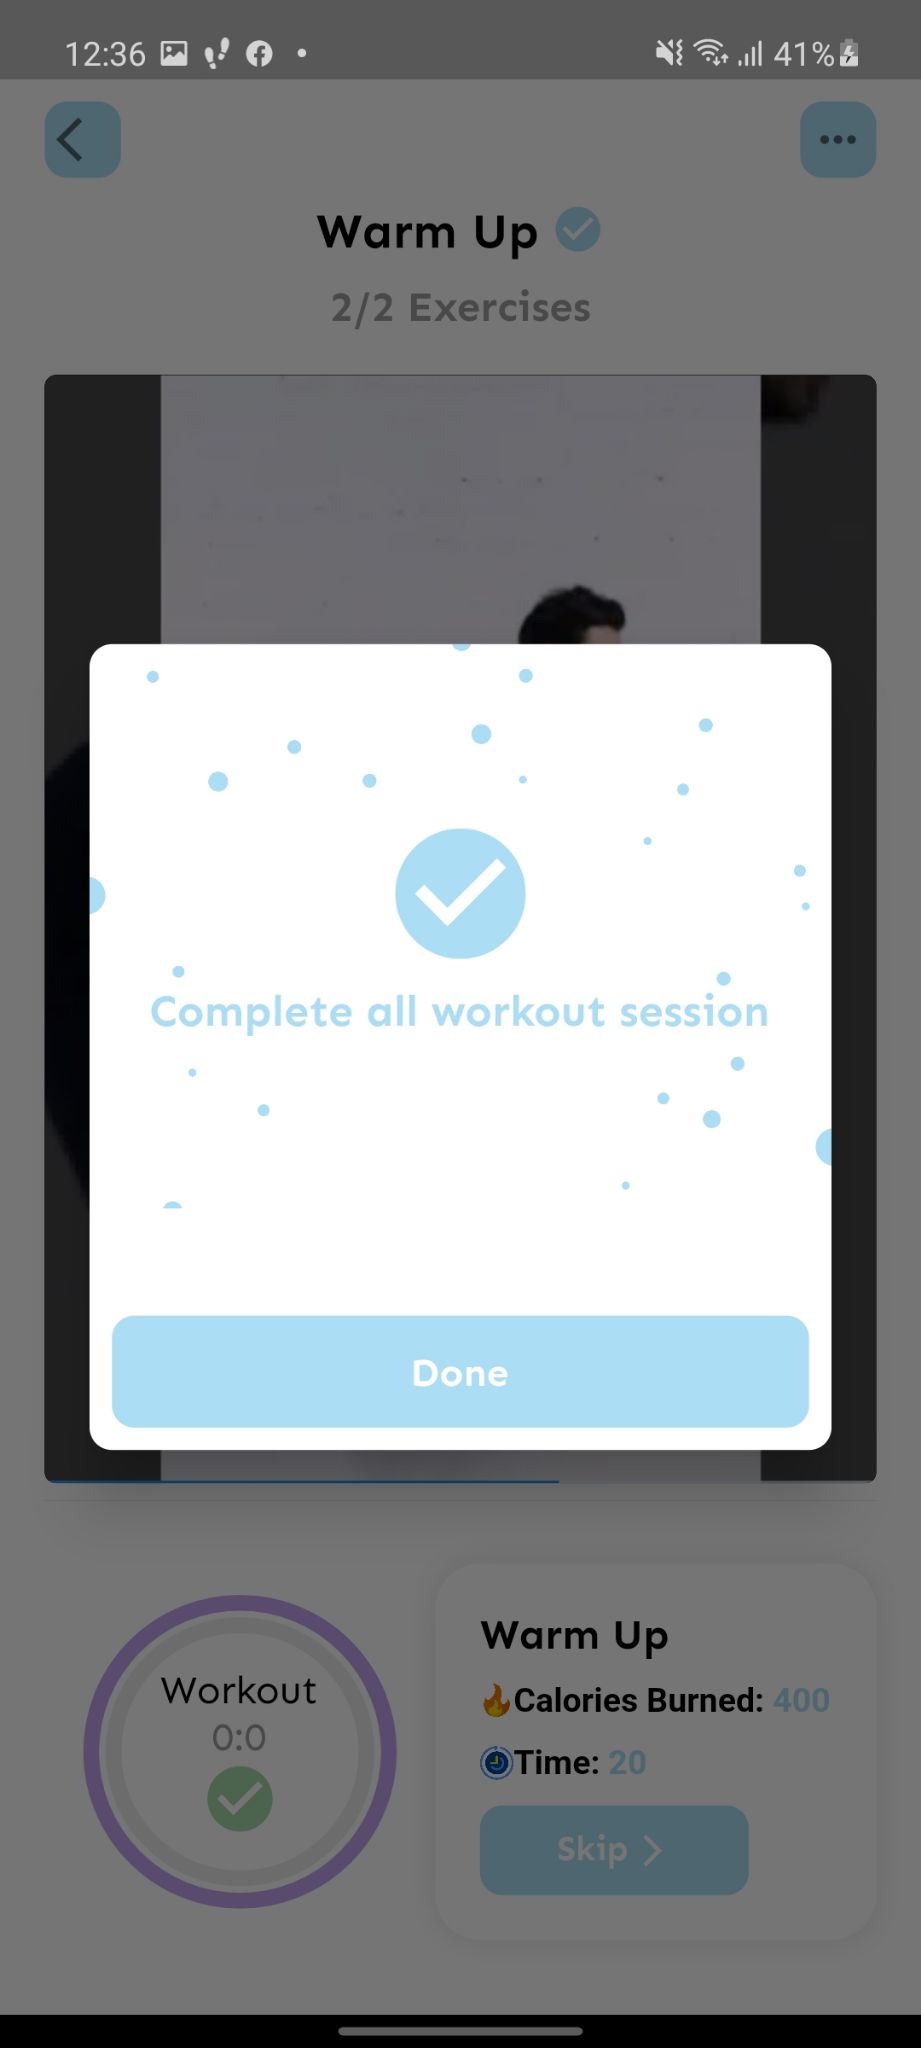 12:36
41%
Warm Up
2/2 Exercises
Complete all workout session
Done
Workout
0:0
Warm Up
Calories Burned: 400
Time: 20
Skip